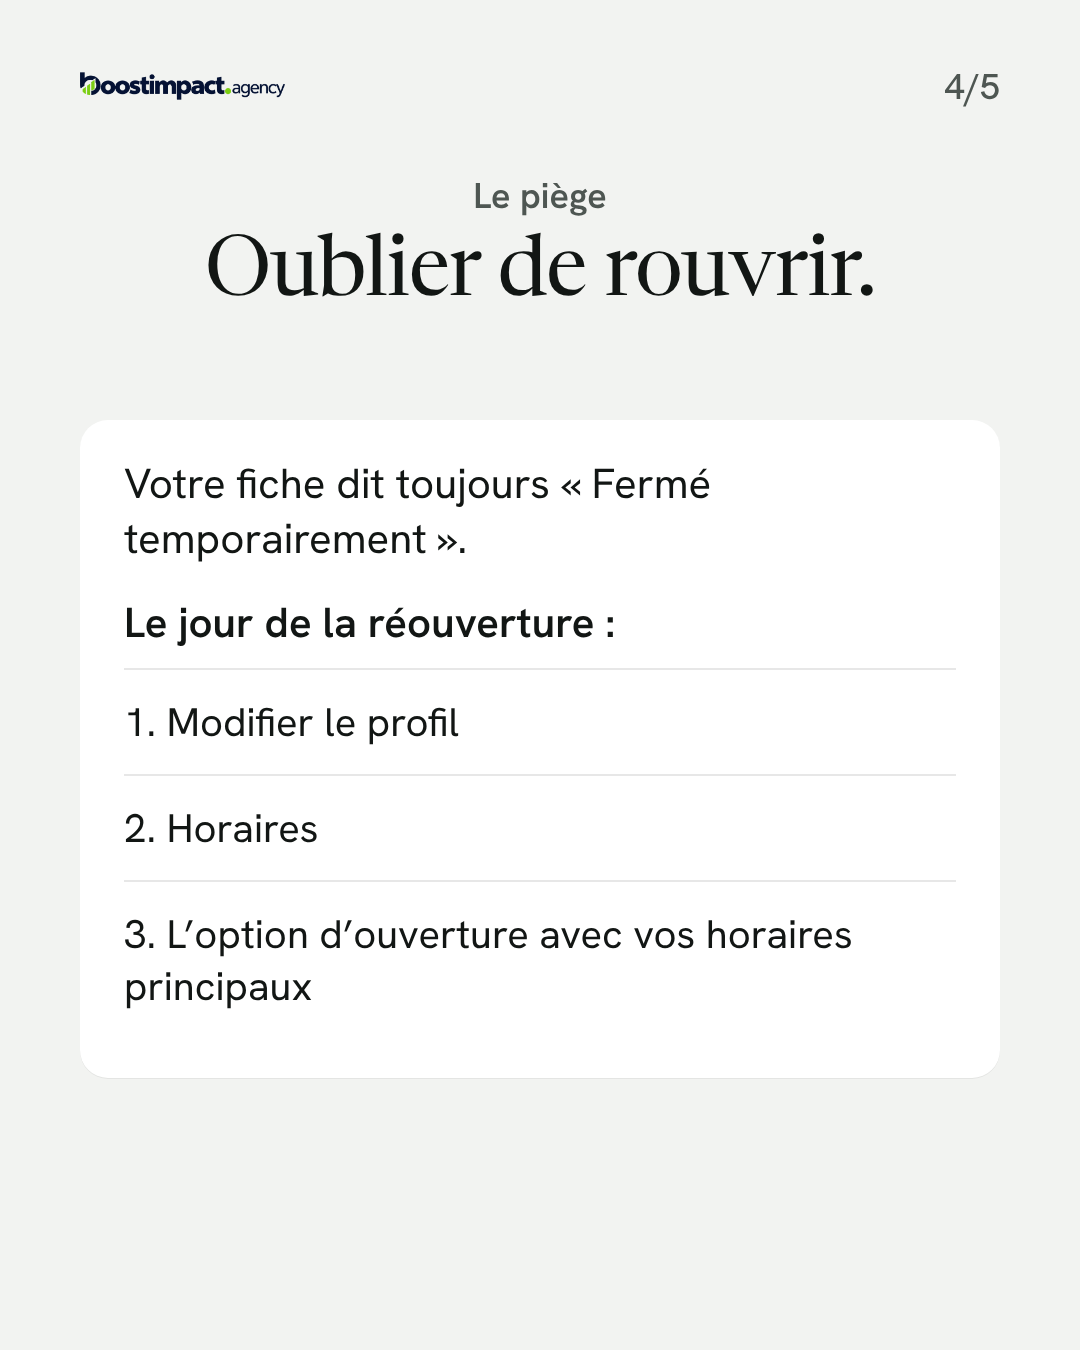 boostimpact.agency
4/5
Le piège
Oublier de rouvrir.
Votre fiche dit toujours « Fermé
temporairement ».
Le jour de la réouverture :
1. Modifier le profil
2. Horaires
3. L’option d’ouverture avec vos horaires
principaux